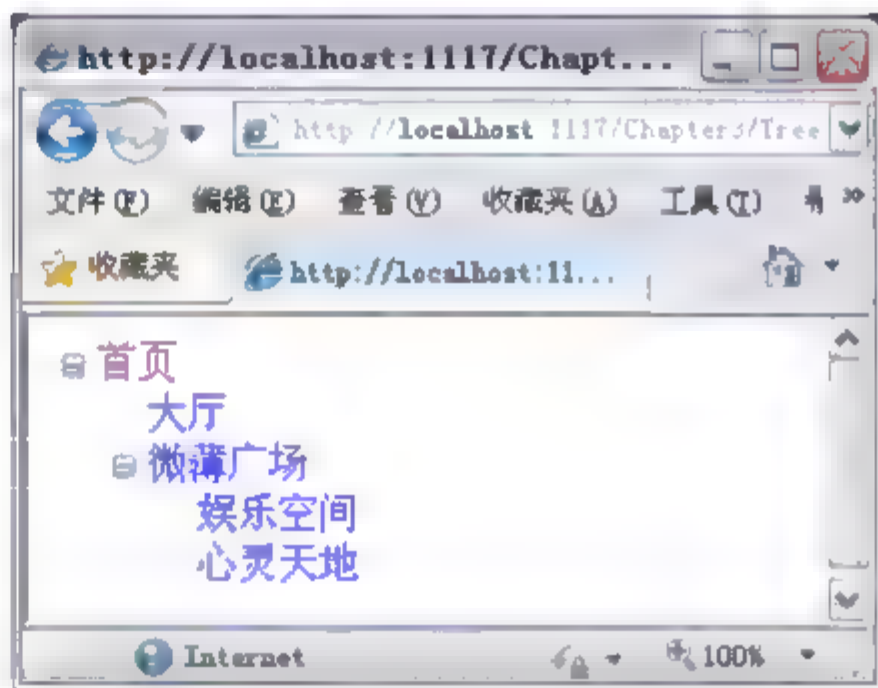 http://localhost:1117/Chapt...
http://localhost:1117/Chapter3/Tree
文件(F) 编辑(E) 查看(V) 收藏夹(A) 工具(T)
收藏夹 http://localhost:11...
首页
大厅
微薄广场
娱乐空间
心灵天地
Internet 100%